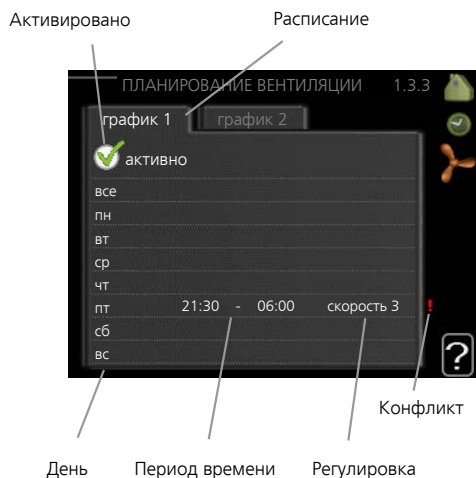 Активировано Расписание
ПЛАНИРОВАНИЕ ВЕНТИЛЯЦИИ 1.3.3
график 1 график 2
активно
все
пн
вт
ср
чт
пт 21:30 - 06:00 скорость 3 !
сб
вс
?
Конфликт
День Период времени Регулировка